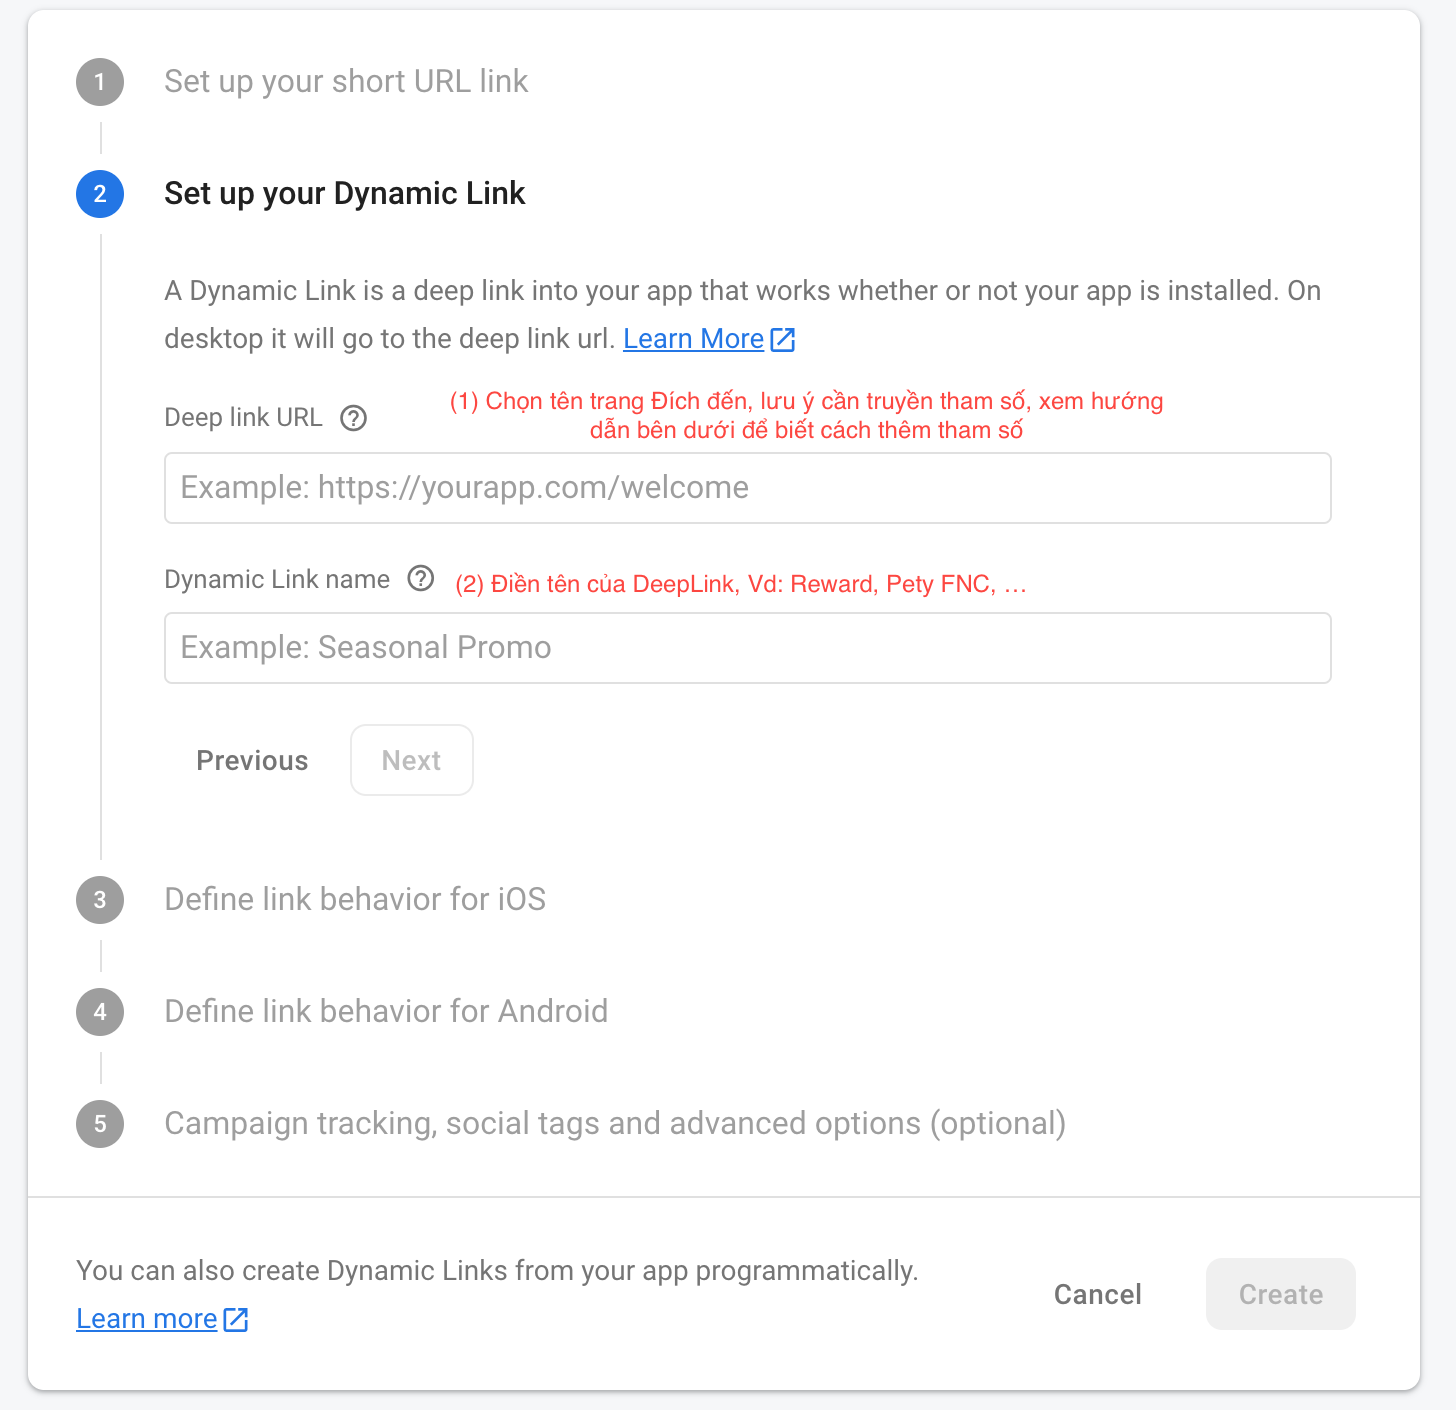 1 Set up your short URL link
2 Set up your Dynamic Link
A Dynamic Link is a deep link into your app that works whether or not your app is installed. On
desktop it will go to the deep link url. Learn More
Deep link URL
(1) Chọn tên trang Đích đến, lưu ý cần truyền tham số, xem hướng
dẫn bên dưới để biết cách thêm tham số
Example: https://yourapp.com/welcome
Dynamic Link name
(2) Điền tên của DeepLink, Vd: Reward, Pety FNC, ...
Example: Seasonal Promo
Previous Next
3 Define link behavior for iOS
4 Define link behavior for Android
5 Campaign tracking, social tags and advanced options (optional)
You can also create Dynamic Links from your app programmatically.
Learn more
Cancel Create